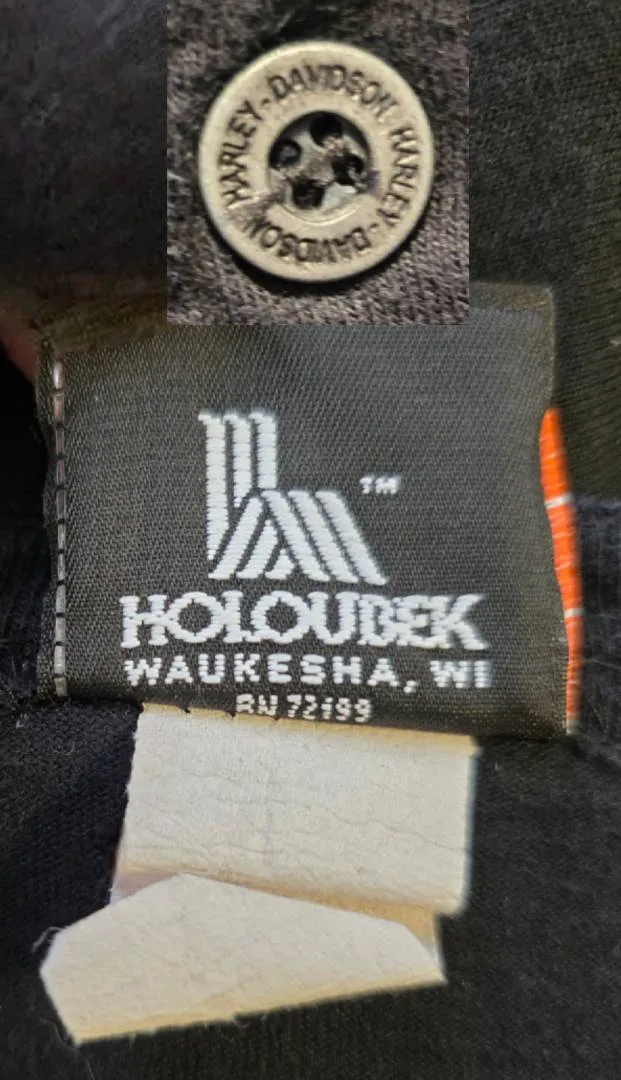 HARLEY-DAVIDSON HARLEY-DAVIDSON
TM
HOLOUBEK
WAUKESHA, WI
RN 72199